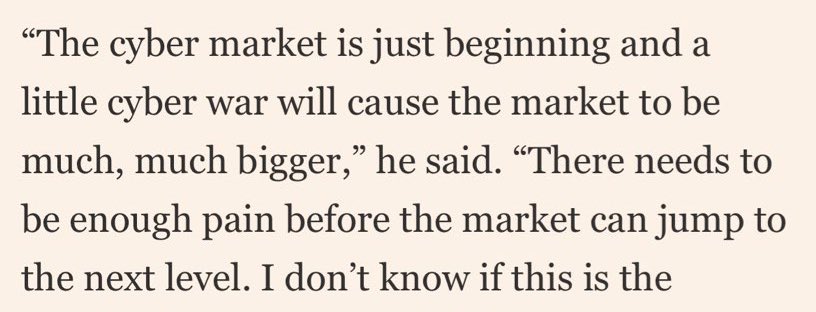 “The cyber market is just beginning and a
little cyber war will cause the market to be
much, much bigger,” he said. “There needs to
be enough pain before the market can jump to
the next level. I don’t know if this is the